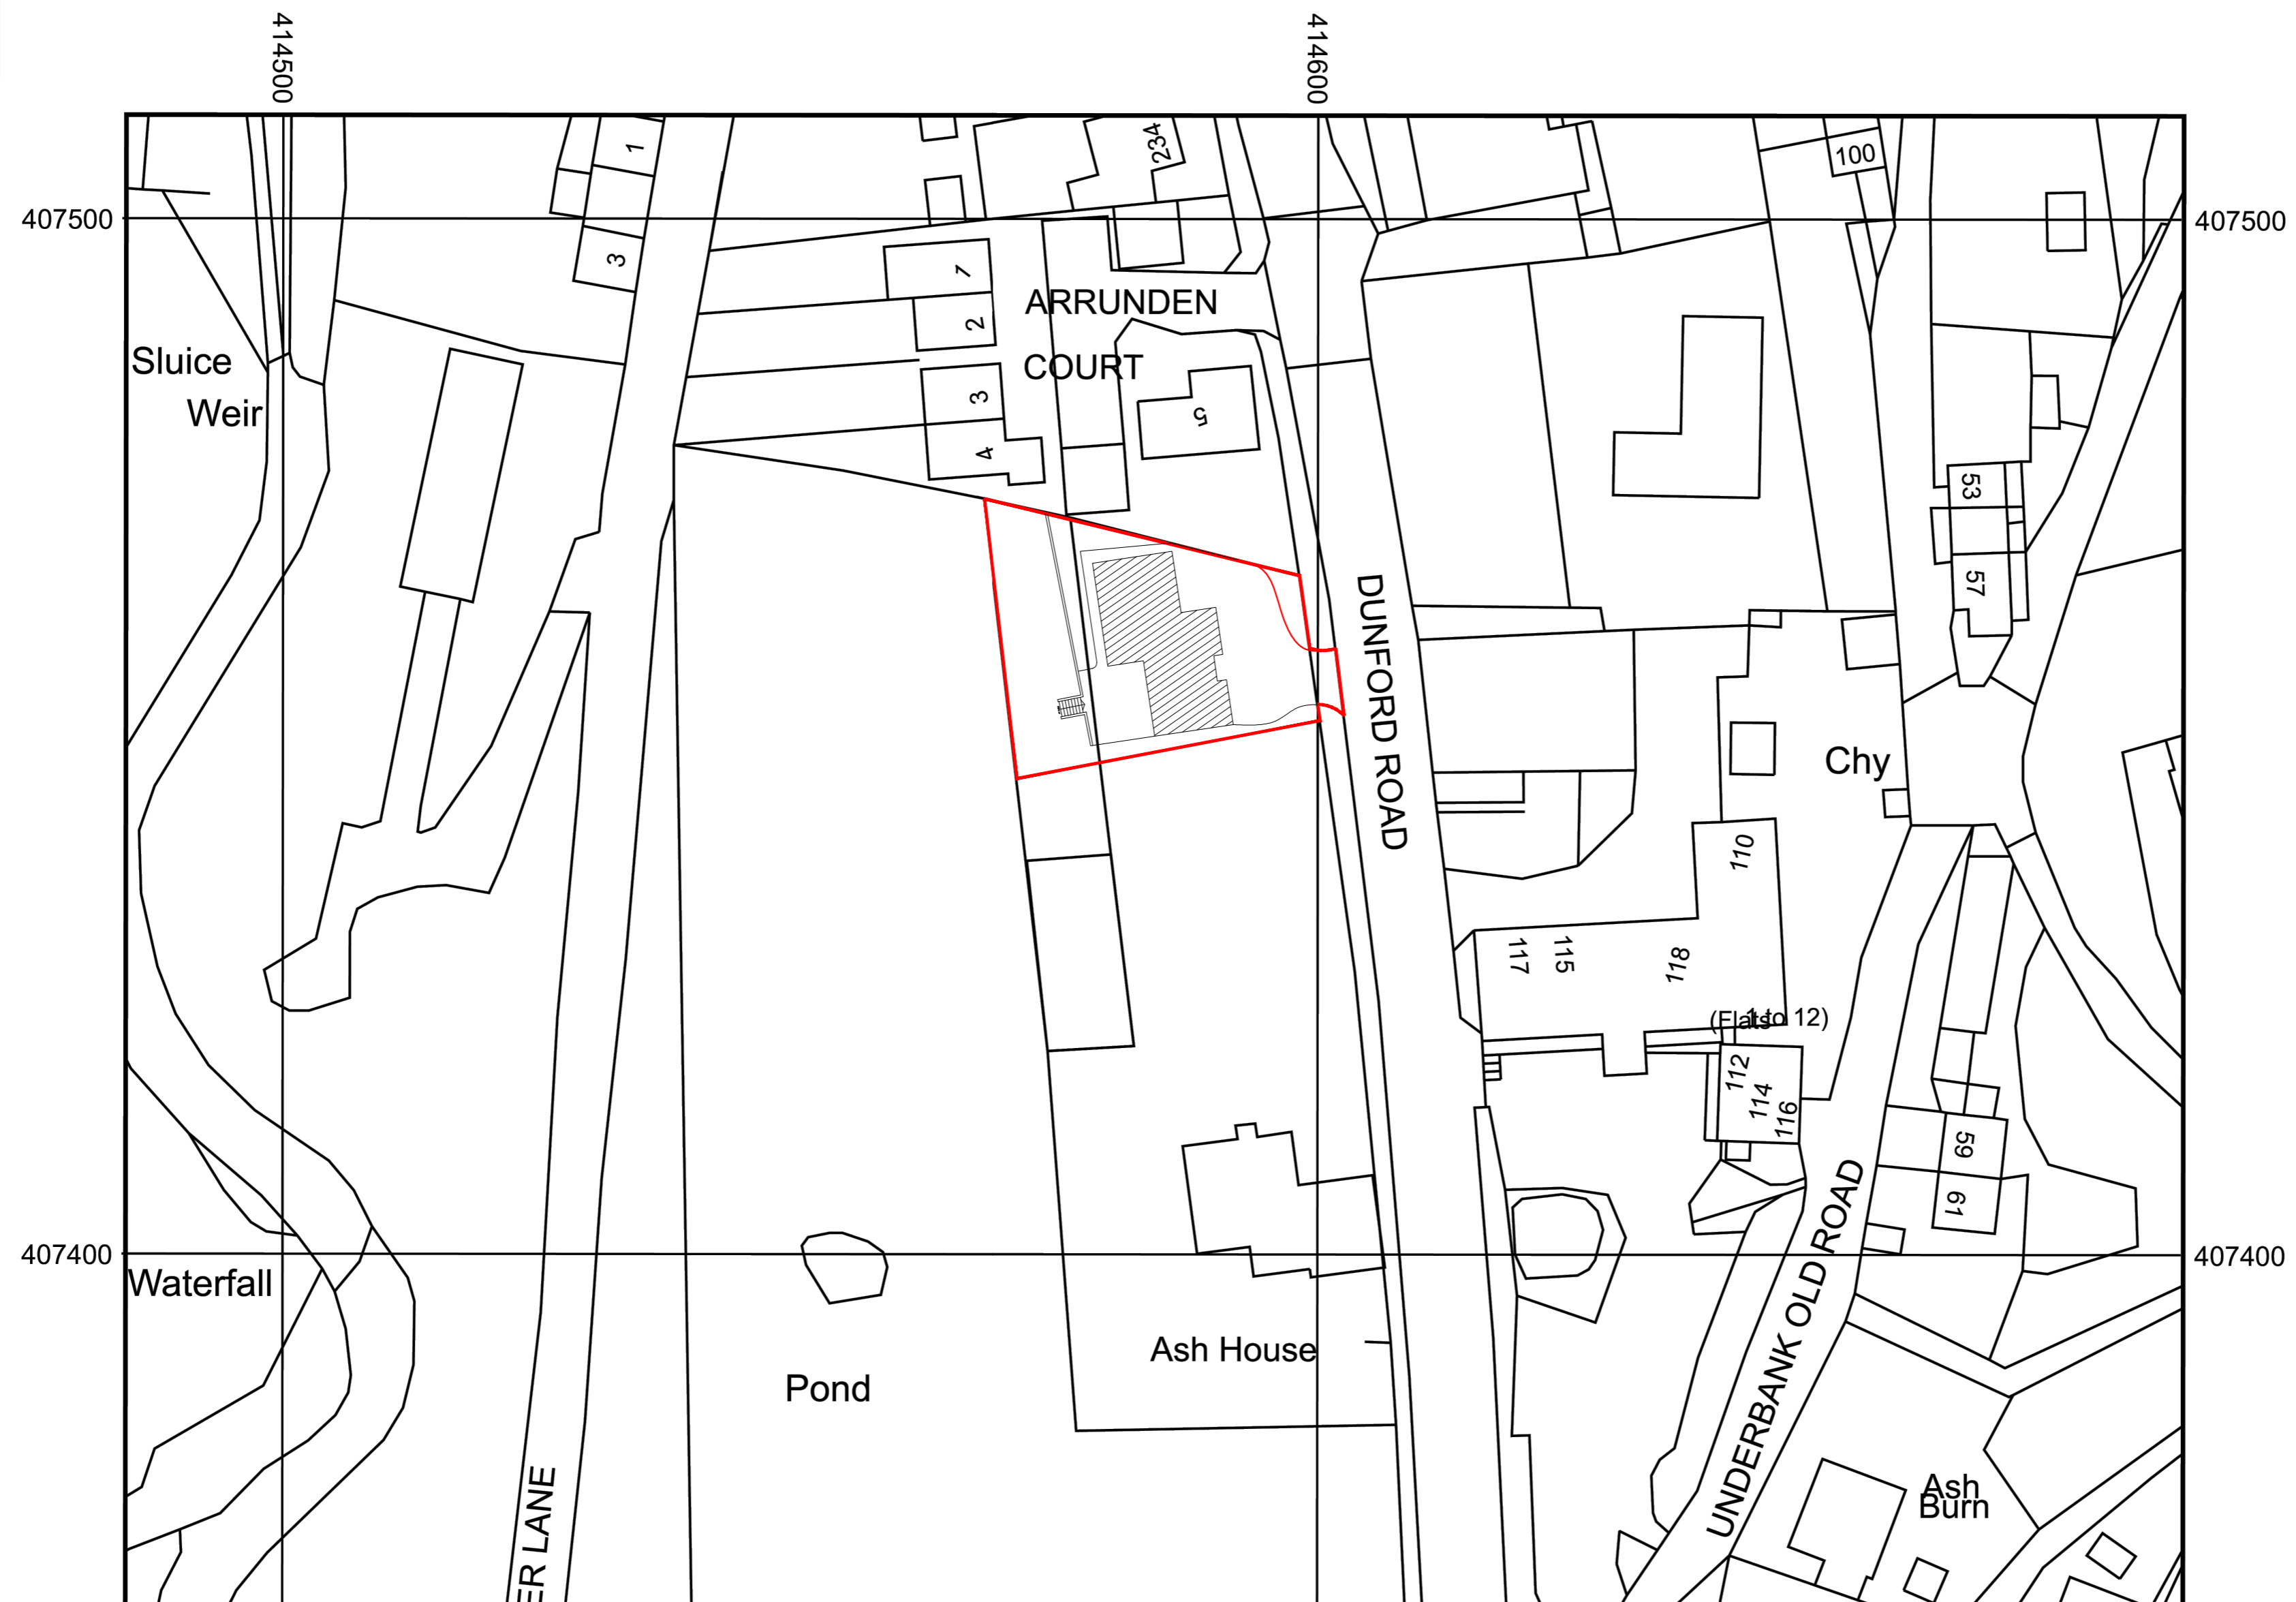 414500
414600
234
1
100
407500
407500
3
1
ARRUNDEN
2
Sluice
COURT
3
5
Weir
4
53
57
DUNFORD ROAD
Chy
110
117
115
118
(Flats
1 to 12)
112
114
116
59
61
407400
407400
Waterfall
UNDERBANK OLD ROAD
Ash House
Pond
Ash
Burn
ER LANE